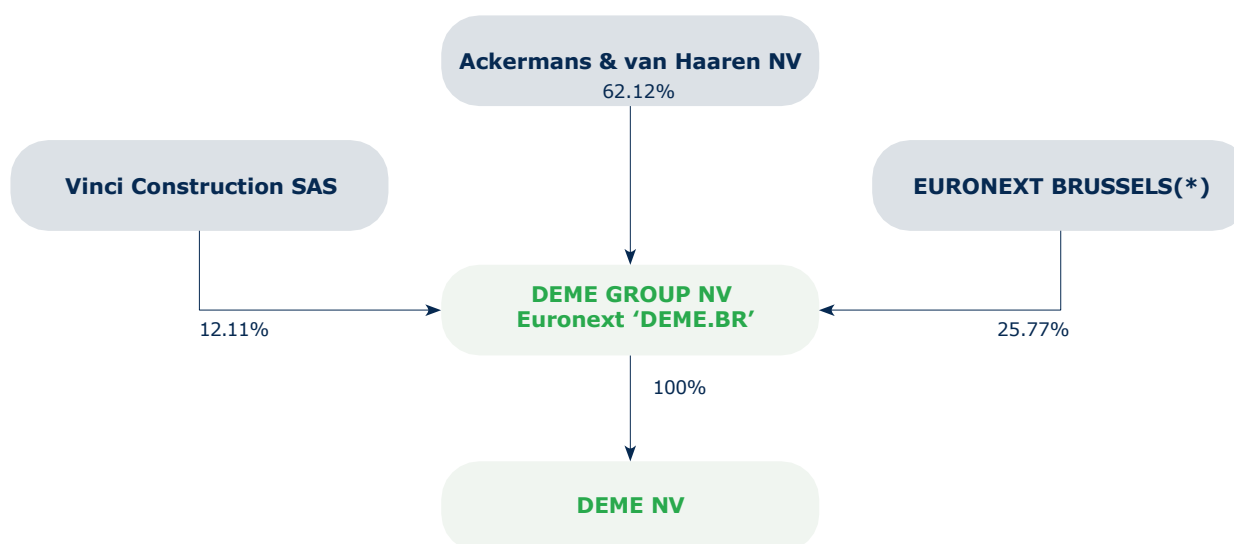 Ackermans & van Haaren NV
62.12%
Vinci Construction SAS
EURONEXT BRUSSELS(*)
DEME GROUP NV
Euronext ‘DEME.BR’
12.11%
25.77%
100%
DEME NV